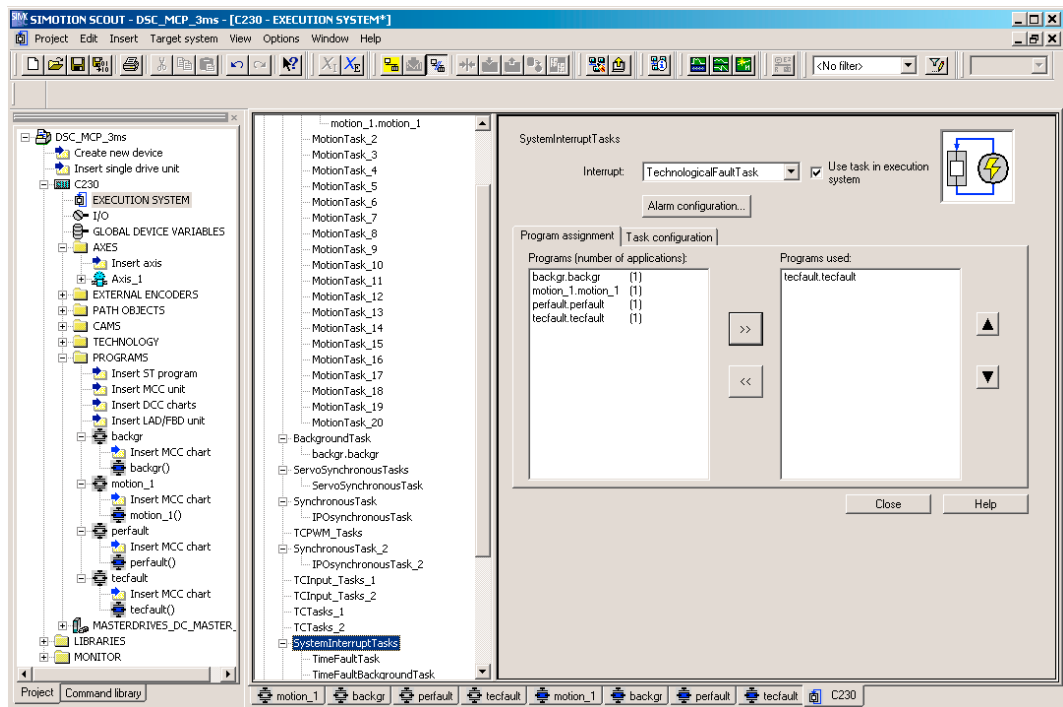 SIMOTION SCOUT - DSC_MCP_3ms - [C230 - EXECUTION SYSTEM*]
Project Edit Insert Target system View Options Window Help
<No filter>
DSC_MCP_3ms
Create new device
Insert single drive unit
C230
EXECUTION SYSTEM
I/O
GLOBAL DEVICE VARIABLES
AXES
Insert axis
Axis_1
EXTERNAL ENCODERS
PATH OBJECTS
CAMS
TECHNOLOGY
PROGRAMS
Insert ST program
Insert MCC unit
Insert DCC charts
Insert LAD/FBD unit
backgr
Insert MCC chart
backgr()
motion_1
Insert MCC chart
motion_1()
perfault
Insert MCC chart
perfault()
tecfault
Insert MCC chart
tecfault()
MASTERDRIVES_DC_MASTER_
LIBRARIES
MONITOR
Project Command library
motion_1.motion_1
MotionTask_2
MotionTask_3
MotionTask_4
MotionTask_5
MotionTask_6
MotionTask_7
MotionTask_8
MotionTask_9
MotionTask_10
MotionTask_11
MotionTask_12
MotionTask_13
MotionTask_14
MotionTask_15
MotionTask_16
MotionTask_17
MotionTask_18
MotionTask_19
MotionTask_20
BackgroundTask
backgr.backgr
ServoSynchronousTasks
ServoSynchronousTask
SynchronousTask
IPOsynchronousTask
TCPWM_Tasks
SynchronousTask_2
IPOsynchronousTask_2
TCInput_Tasks_1
TCInput_Tasks_2
TCTasks_1
TCTasks_2
SystemInterruptTasks
TimeFaultTask
TimeFaultBackgroundTask
SystemInterruptTasks
Interrupt: TechnologicalFaultTask
Use task in execution
system
Alarm configuration...
Program assignment Task configuration
Programs (number of applications):
backgr.backgr (1)
motion_1.motion_1 (1)
perfault.perfault (1)
tecfault.tecfault (1)
>>
<<
Programs used:
tecfault.tecfault
Close Help
motion_1 backgr perfault tecfault motion_1 backgr perfault tecfault C230